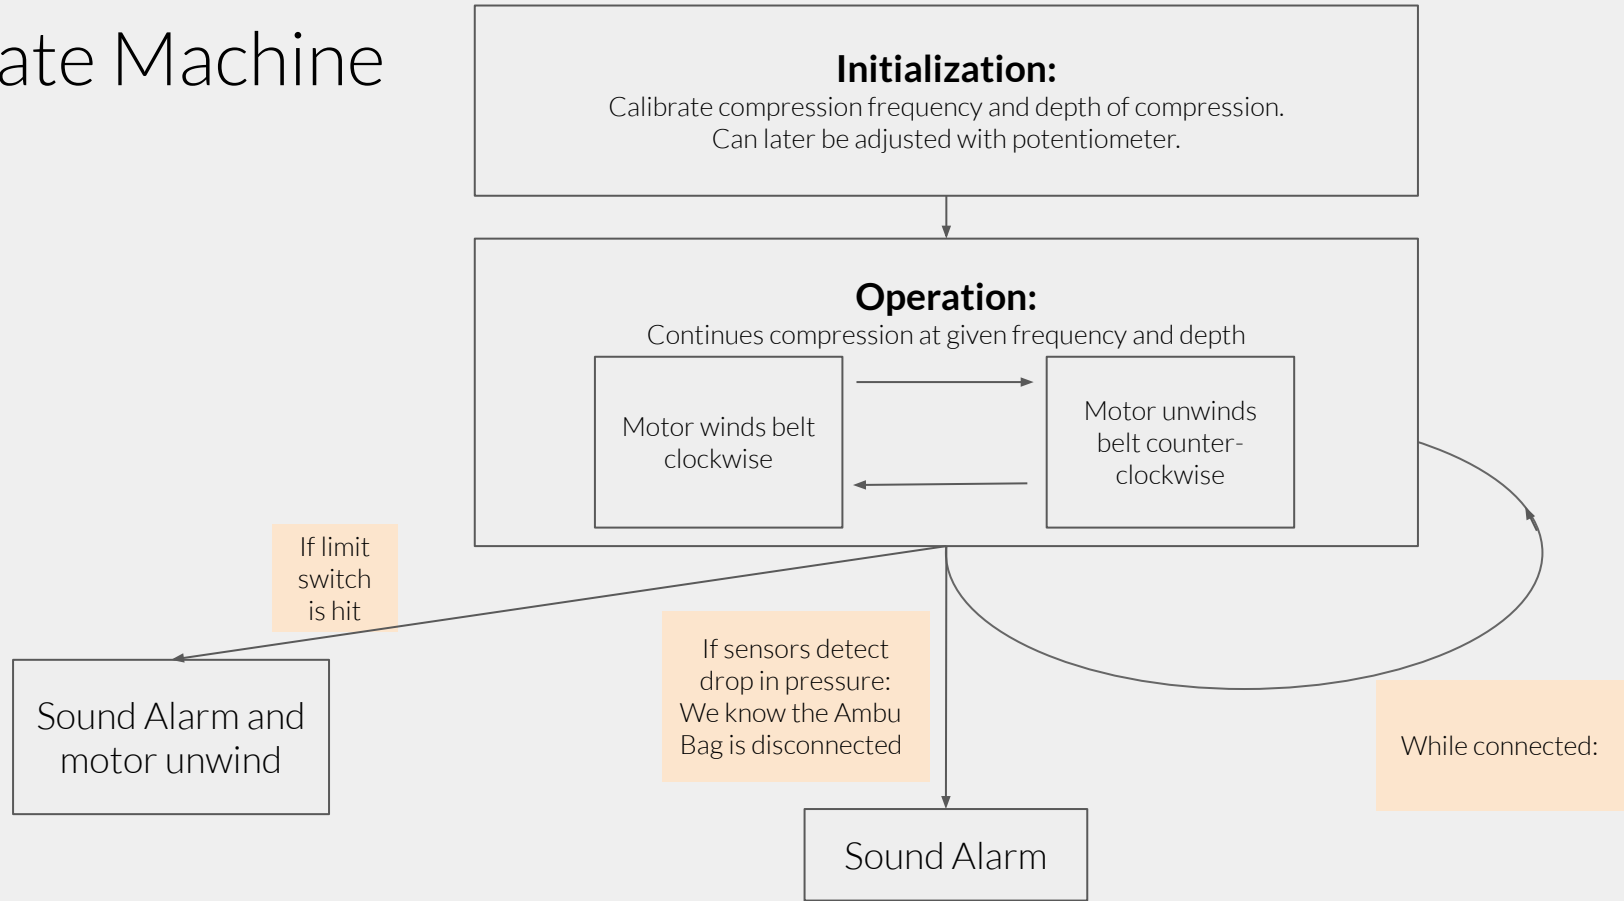 ate Machine
Initialization:
Calibrate compression frequency and depth of compression.
Can later be adjusted with potentiometer.
Operation:
Continues compression at given frequency and depth
Motor winds belt
clockwise
Motor unwinds
belt counter-
clockwise
If limit
switch
is hit
Sound Alarm and
motor unwind
If sensors detect
drop in pressure:
We know the Ambu
Bag is disconnected
While connected:
Sound Alarm